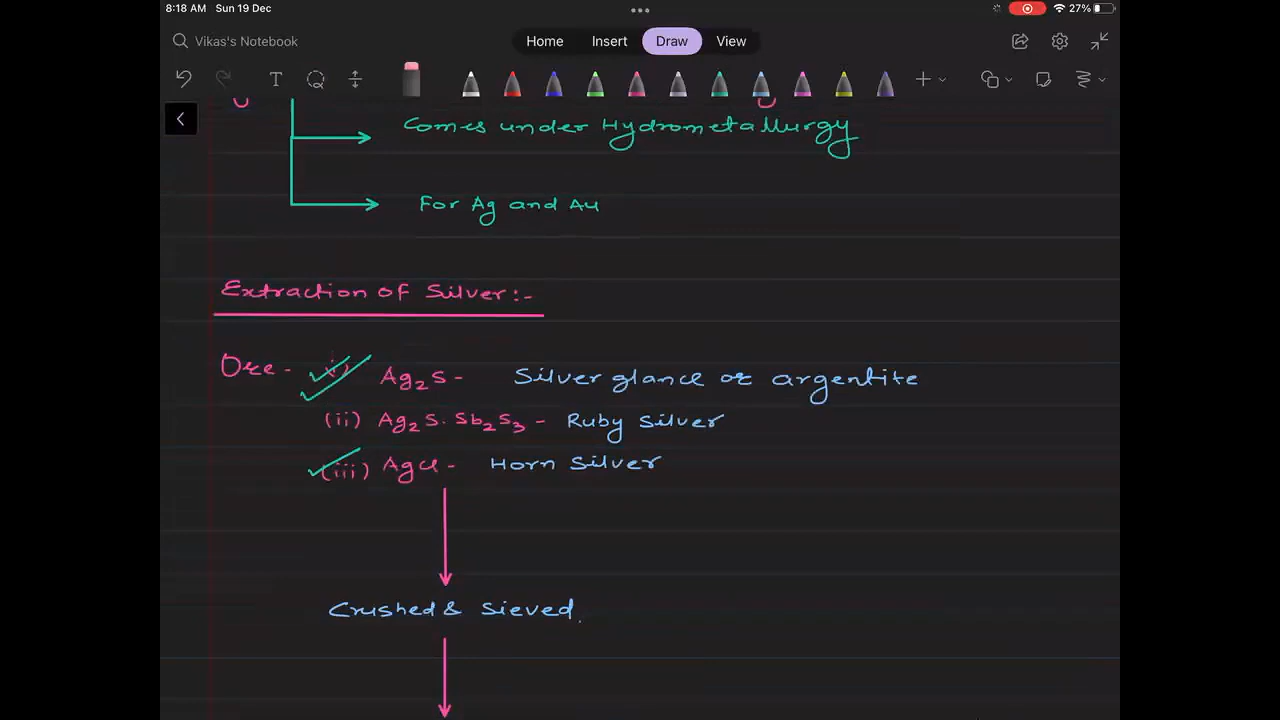 8:18 AM Sun 19 Dec
27%
Vikas's Notebook
Home Insert Draw View
T
Comes under Hydrometallurgy
For Ag and Au
Extraction of Silver:-
Ore - (i) Ag₂S - Silver glance or argentite
(ii) Ag₂S. Sb₂S₃ - Ruby Silver
(iii) AgCl - Horn Silver
Crushed & Sieved.